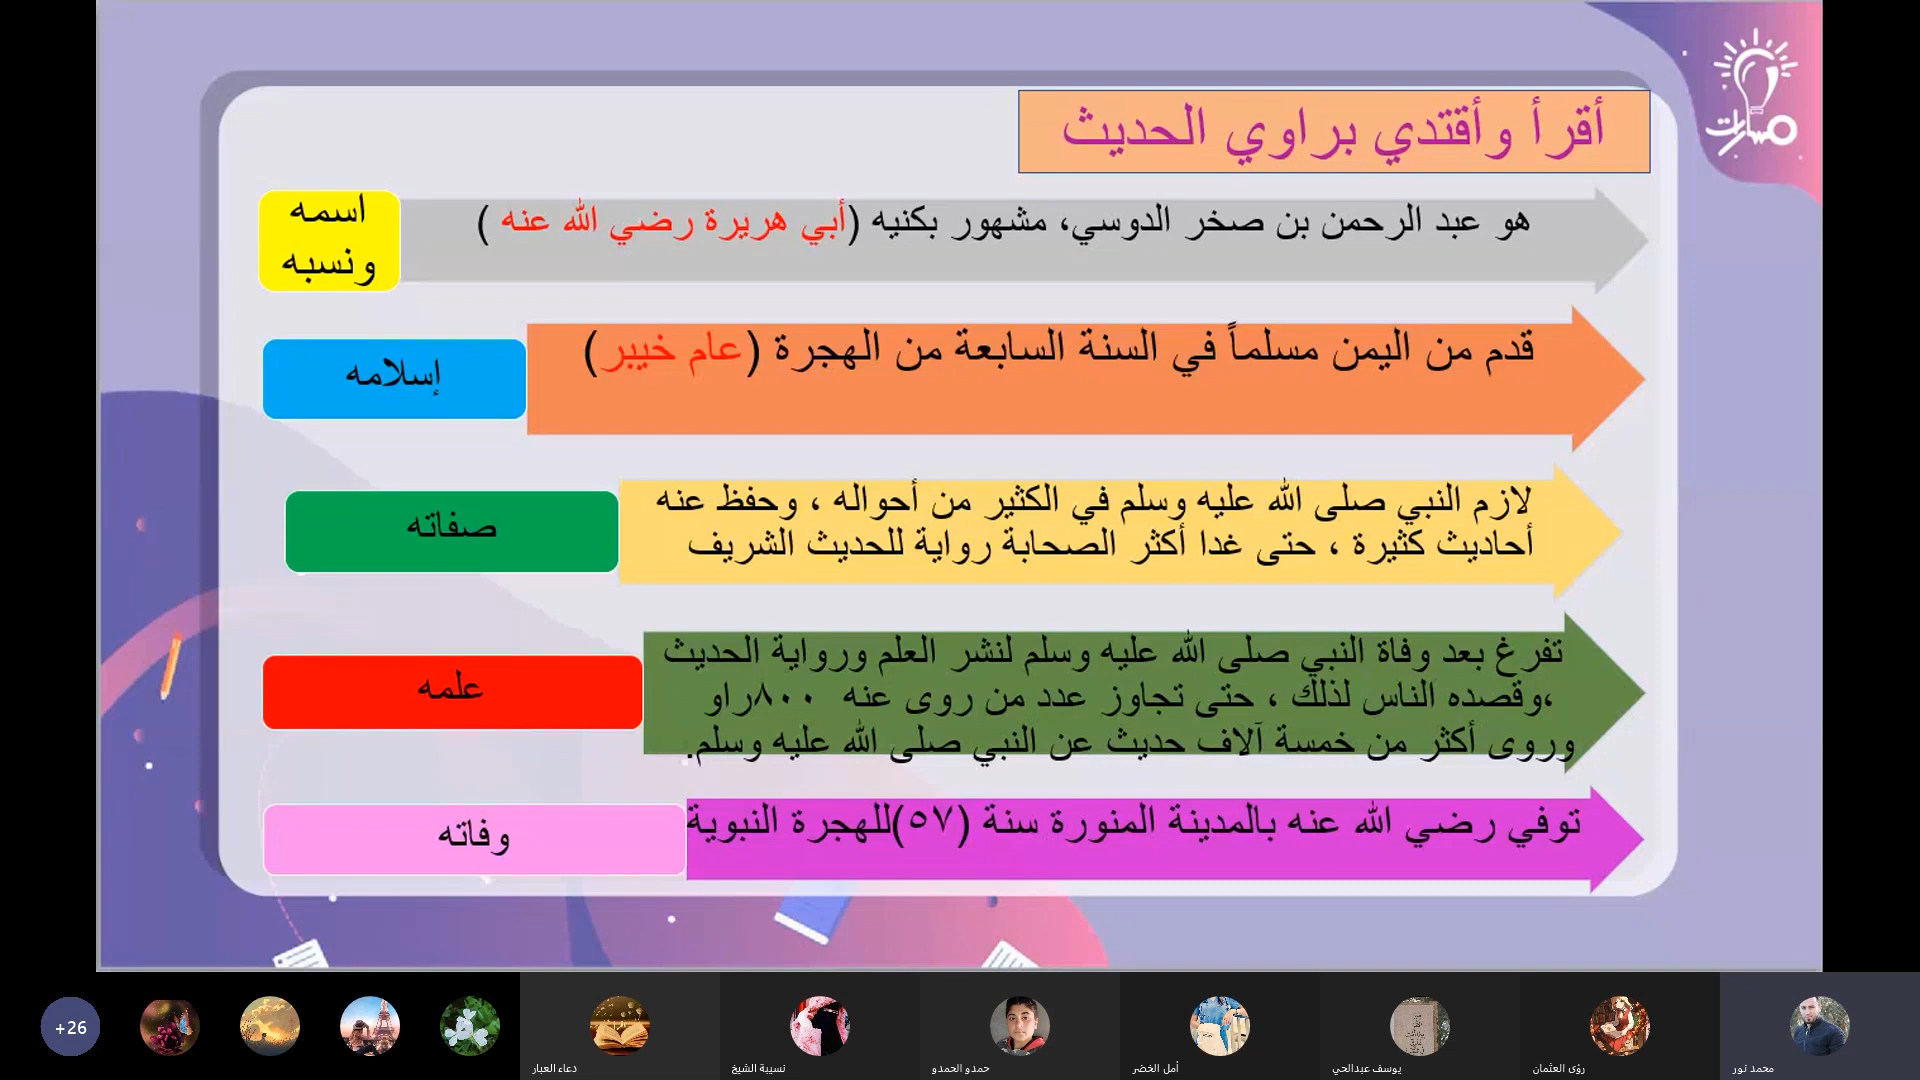 مسارات
أقرأ وأقتدي براوي الحديث
اسمه
ونسبه
هو عبد الرحمن بن صخر الدوسي، مشهور بكنيه (أبي هريرة رضي الله عنه )
إسلامه
قدم من اليمن مسلماً في السنة السابعة من الهجرة (عام خيبر)
صفاته
لازم النبي صلى الله عليه وسلم في الكثير من أحواله ، وحفظ عنه
أحاديث كثيرة ، حتى غدا أكثر الصحابة رواية للحديث الشريف
علمه
تفرغ بعد وفاة النبي صلى الله عليه وسلم لنشر العلم ورواية الحديث
،وقصده الناس لذلك ، حتى تجاوز عدد من روى عنه ٨٠٠راو
وروى أكثر من خمسة آلاف حديث عن النبي صلى الله عليه وسلم.
وفاته
توفي رضي الله عنه بالمدينة المنورة سنة (٥٧)للهجرة النبوية
+26
دعاء العبار
نسيبة الشيخ
حمدو الحمدو
أمل الخضر
يوسف عبدالحي
رؤى العثمان
محمد نور